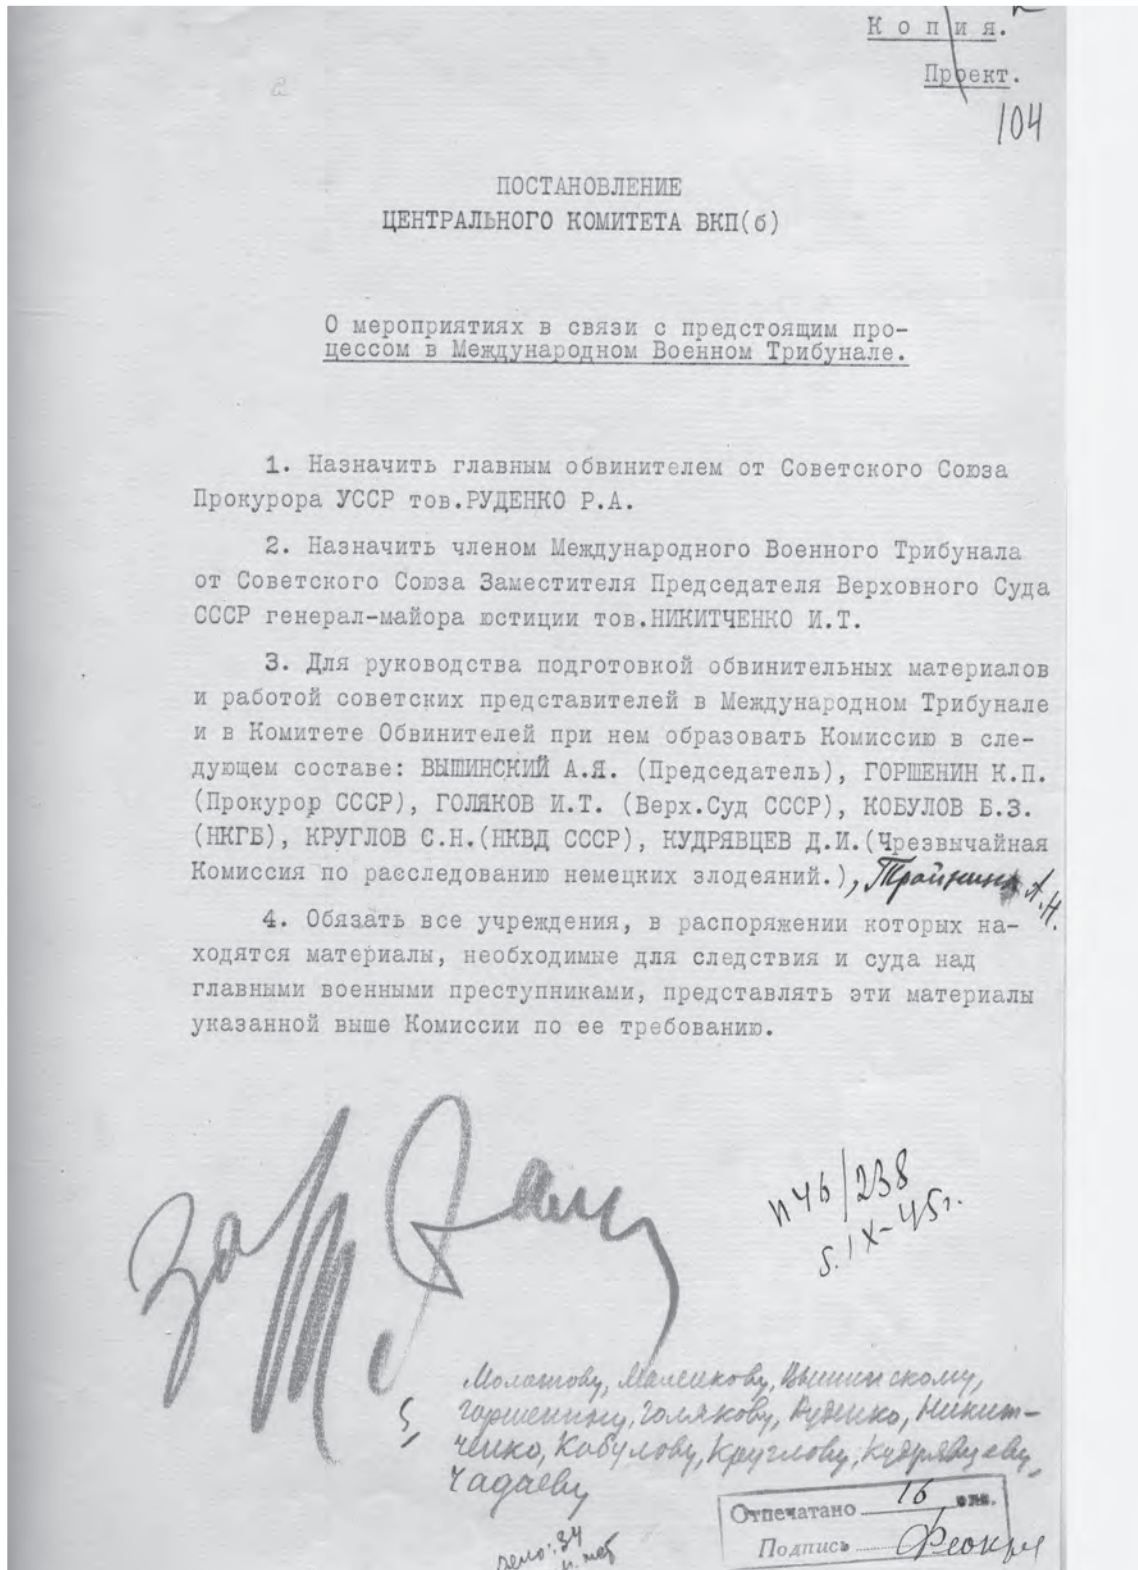 К о п и я.
Проект.
104
ПОСТАНОВЛЕНИЕ
ЦЕНТРАЛЬНОГО КОМИТЕТА ВКП(б)
О мероприятиях в связи с предстоящим про-
цессом в Международном Военном Трибунале.
1. Назначить главным обвинителем от Советского Союза
Прокурора УССР тов.РУДЕНКО Р.А.
2. Назначить членом Международного Военного Трибунала
от Советского Союза Заместителя Председателя Верховного Суда
СССР генерал-майора юстиции тов.НИКИТЧЕНКО И.Т.
3. Для руководства подготовкой обвинительных материалов
и работой советских представителей в Международном Трибунале
и в Комитете Обвинителей при нем образовать Комиссию в сле-
дующем составе: ВЫШИНСКИЙ А.Я. (Председатель), ГОРШЕНИН К.П.
(Прокурор СССР), ГОЛЯКОВ И.Т. (Верх.Суд СССР), КОБУЛОВ Б.З.
(НКГБ), КРУГЛОВ С.Н.(НКВД СССР), КУДРЯВЦЕВ Д.И.(Чрезвычайная
Комиссия по расследованию немецких злодеяний.), Трайнин А.Н.
4. Обязать все учреждения, в распоряжении которых на-
ходятся материалы, необходимые для следствия и суда над
главными военными преступниками, представлять эти материалы
указанной выше Комиссии по ее требованию.
За
п46/238
5.IX-45г.
Молотову, Маленкову, Вышинскому,
Горшенину, Голякову, Руденко, Никит-
ченко, Кобулову, Круглову, Кудрявцеву,
Чадаеву
Отпечатано 16 экз.
Подпись